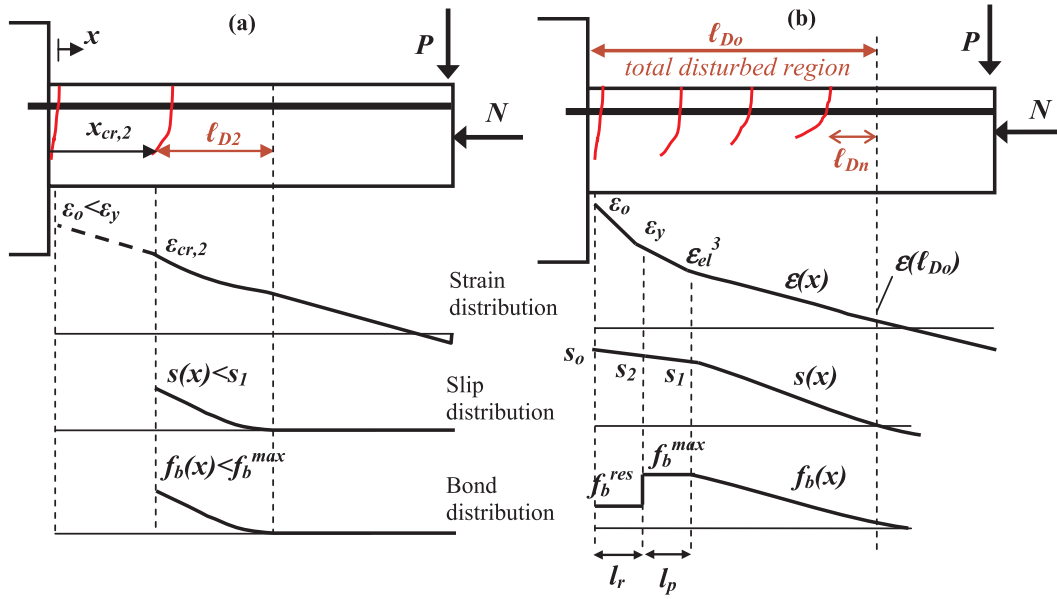 (a)
x
P
N
x_cr,2
ℓ_D2
ε_o<ε_y
ε_cr,2
Strain
distribution
s(x)<s_1
Slip
distribution
f_b(x)<f_b^max
Bond
distribution
(b)
ℓ_Do
total disturbed region
P
N
ℓ_Dn
ε_o
ε_y
ε_el^3
ε(x)
ε(ℓ_Do)
s_o
s_2
s_1
s(x)
f_b^res
f_b^max
f_b(x)
l_r
l_p